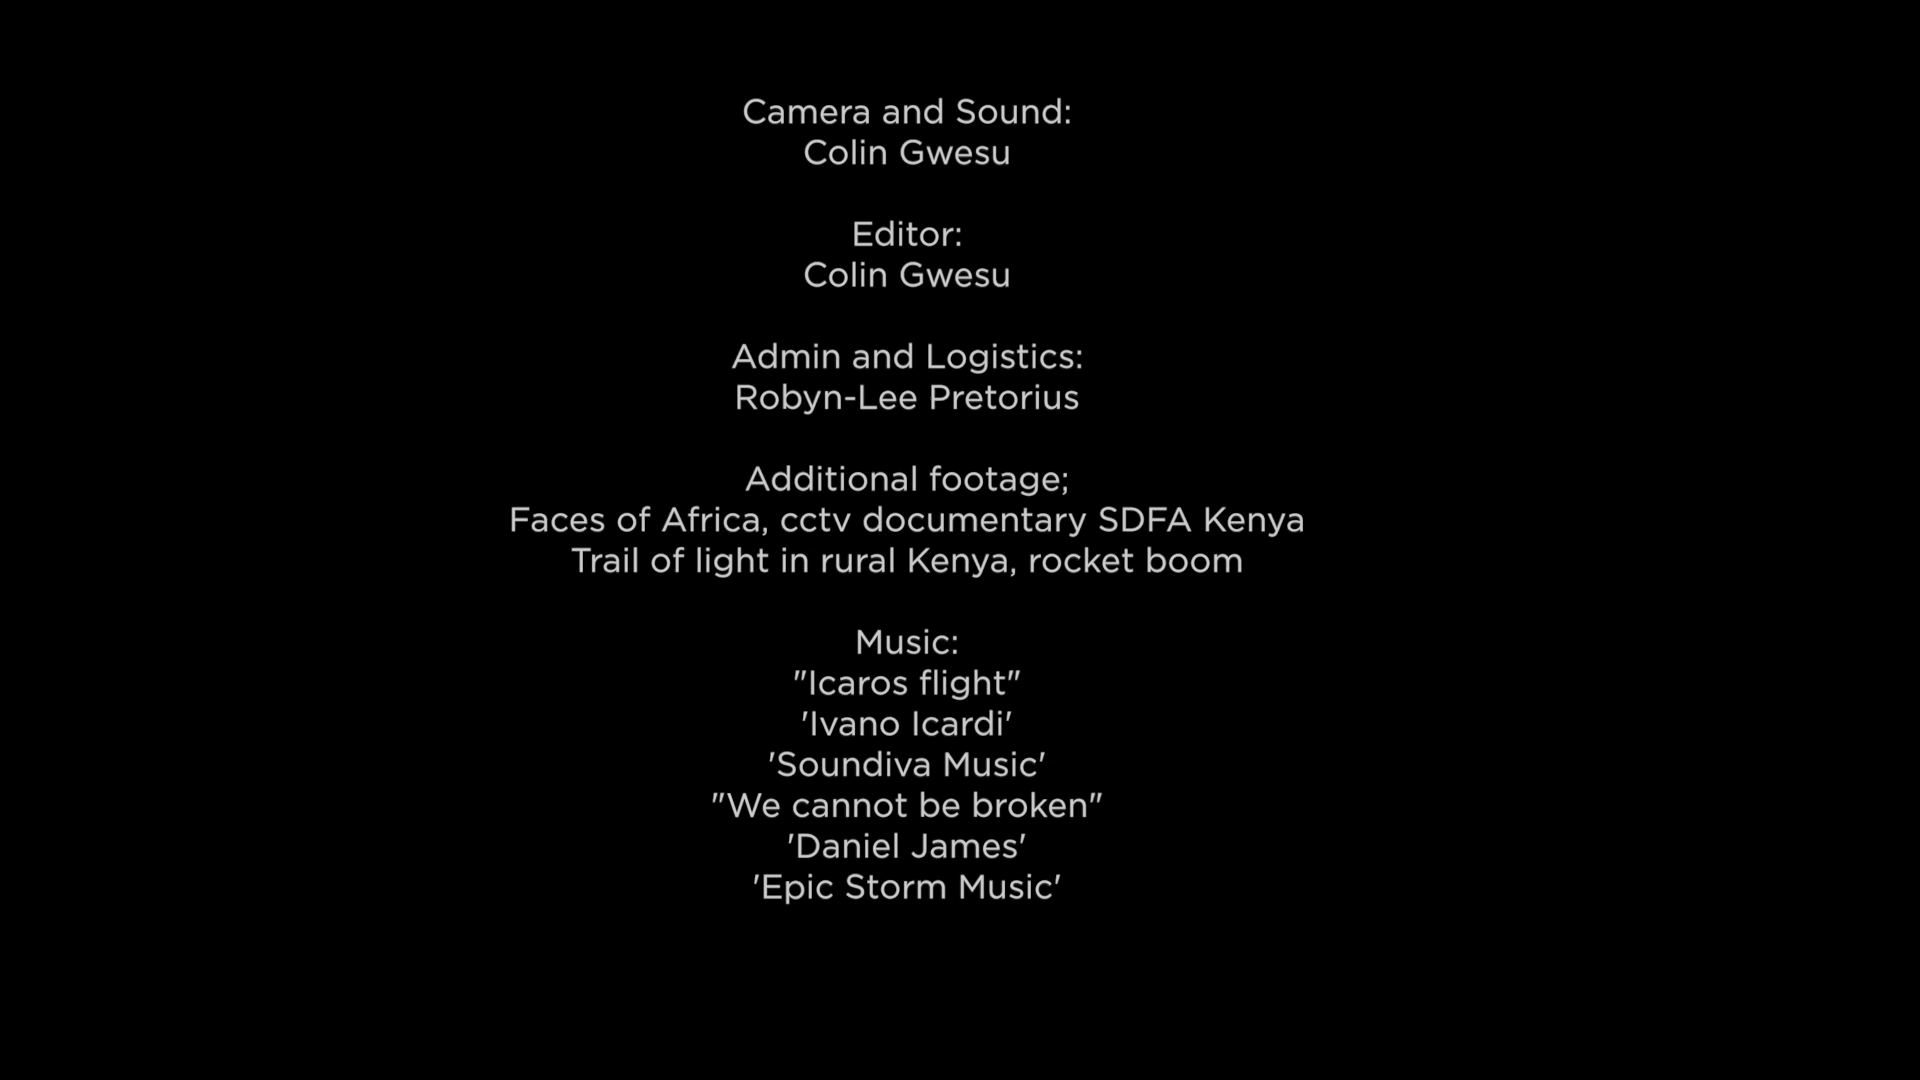 Camera and Sound:
Colin Gwesu
Editor:
Colin Gwesu
Admin and Logistics:
Robyn-Lee Pretorius
Additional footage;
Faces of Africa, cctv documentary SDFA Kenya
Trail of light in rural Kenya, rocket boom
Music:
"Icaros flight"
'Ivano Icardi'
'Soundiva Music'
"We cannot be broken"
'Daniel James'
'Epic Storm Music'